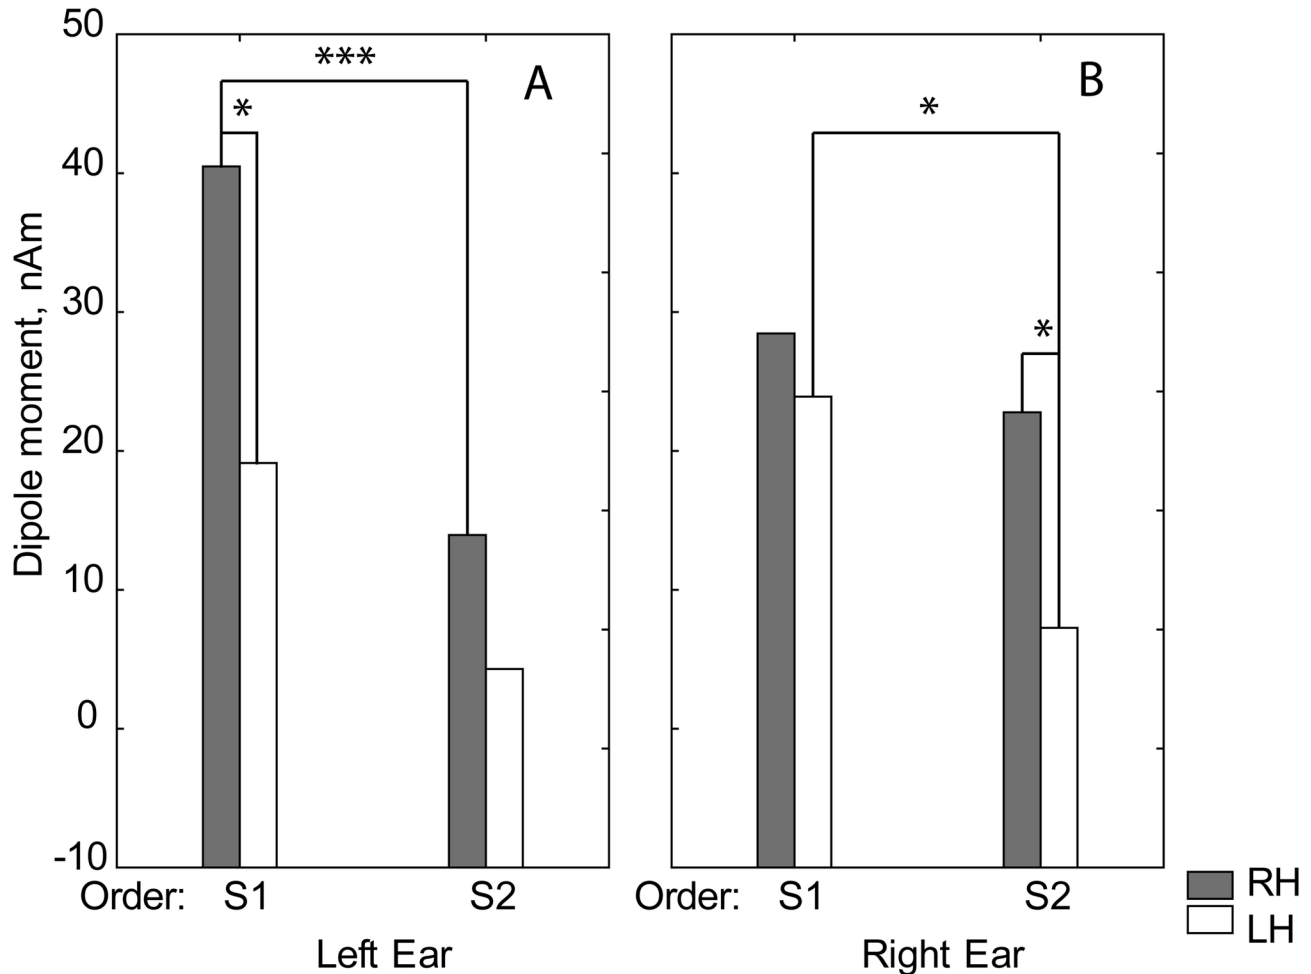 50
40
30
20
10
0
-10
Dipole moment, nAm
***
*
A
*
*
B
Order: S1 S2
Left Ear
Order: S1 S2
Right Ear
RH
LH